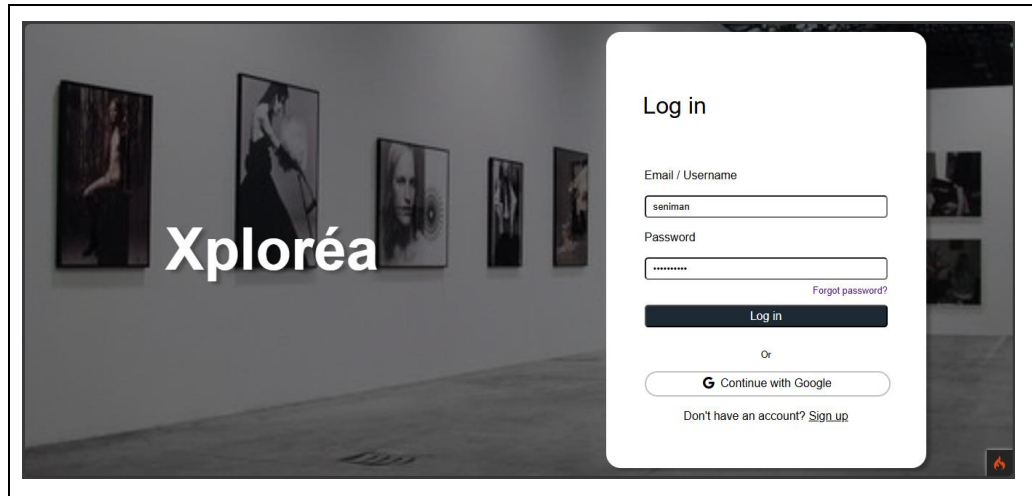 Xploréa
Log in
Email / Username
seniman
Password
••••••••••
Forgot password?
Log in
Or
G Continue with Google
Don't have an account? Sign up